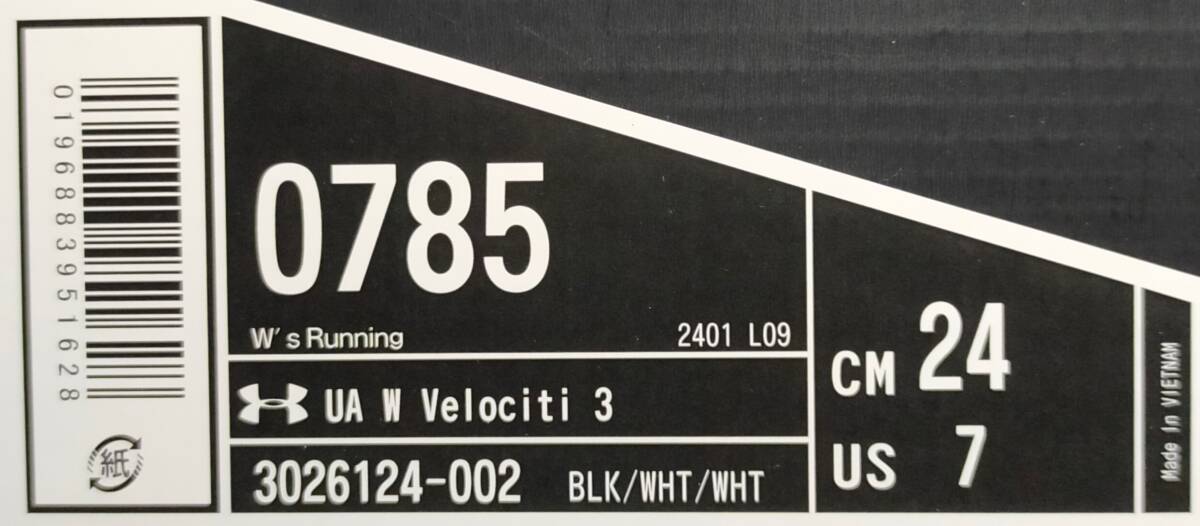 0196883951628
紙
0785
W's Running
2401 L09
UA W Velociti 3
3026124-002 BLK/WHT/WHT
CM 24
US 7
Made In VIETNAM